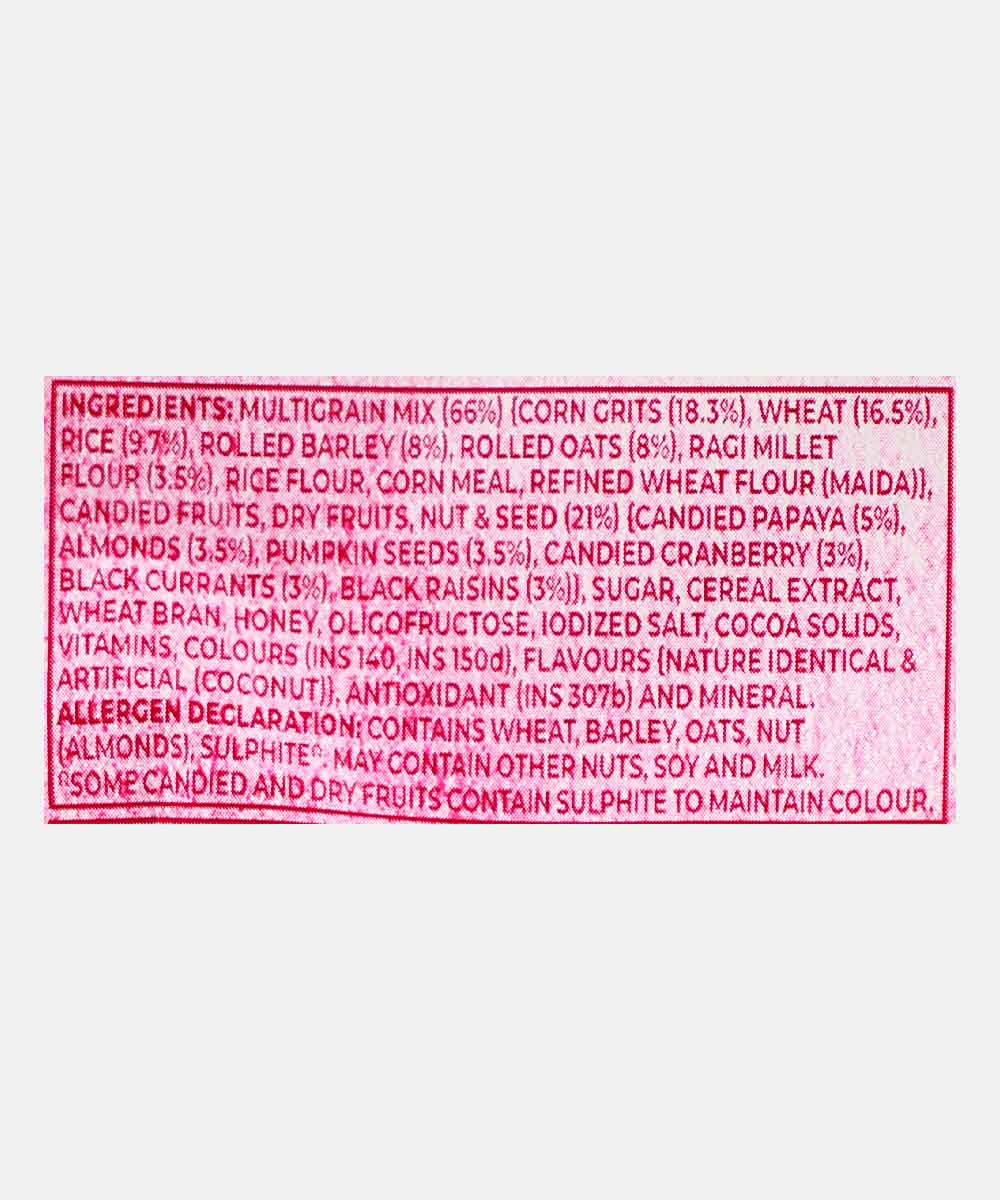 INGREDIENTS: MULTIGRAIN MIX (66%) {CORN GRITS (18.3%), WHEAT (16.5%),
RICE (9.7%), ROLLED BARLEY (8%), ROLLED OATS (8%), RAGI MILLET
FLOUR (3.5%), RICE FLOUR, CORN MEAL, REFINED WHEAT FLOUR (MAIDA)},
CANDIED FRUITS, DRY FRUITS, NUT & SEED (21%) {CANDIED PAPAYA (5%),
ALMONDS (3.5%), PUMPKIN SEEDS (3.5%), CANDIED CRANBERRY (3%),
BLACK CURRANTS (3%), BLACK RAISINS (3%)}, SUGAR, CEREAL EXTRACT,
WHEAT BRAN, HONEY, OLIGOFRUCTOSE, IODIZED SALT, COCOA SOLIDS,
VITAMINS, COLOURS (INS 140, INS 150d), FLAVOURS {NATURE IDENTICAL &
ARTIFICIAL (COCONUT)}, ANTIOXIDANT (INS 307b) AND MINERAL.
ALLERGEN DECLARATION: CONTAINS WHEAT, BARLEY, OATS, NUT
(ALMONDS), SULPHITE°. MAY CONTAIN OTHER NUTS, SOY AND MILK.
°SOME CANDIED AND DRY FRUITS CONTAIN SULPHITE TO MAINTAIN COLOUR.